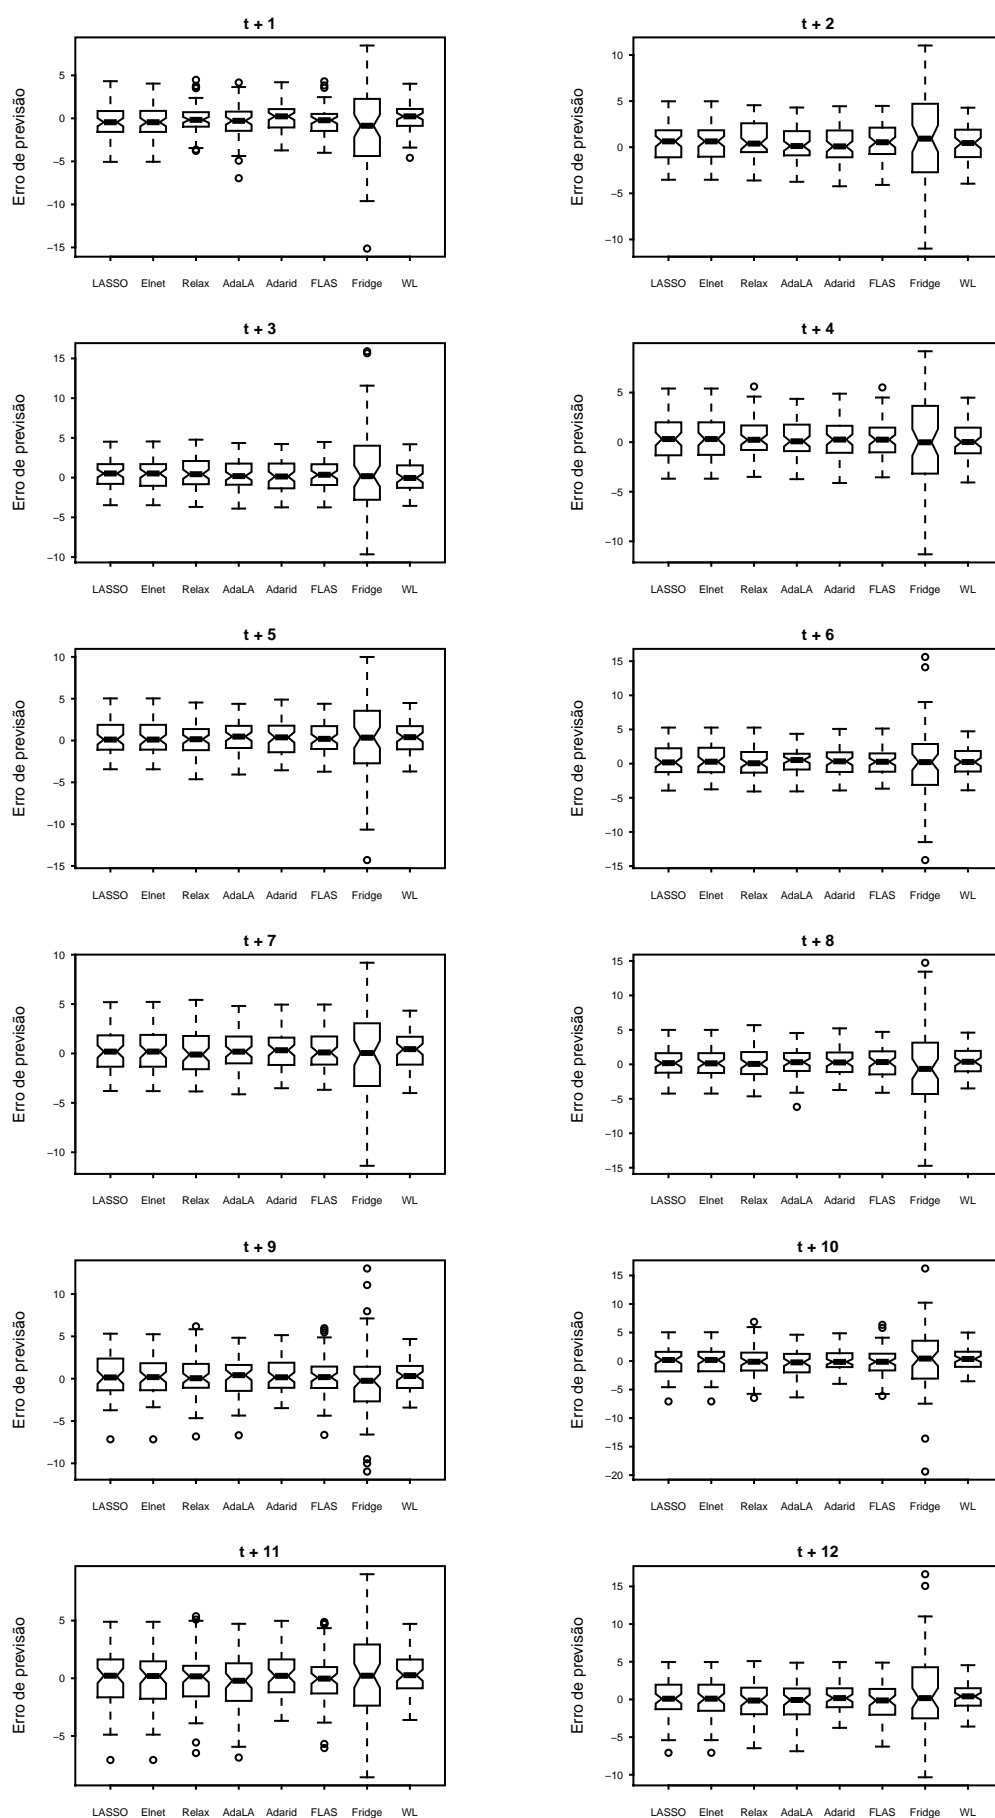 t + 1
Erro de previsão
5
0
−5
−10
−15
LASSO Elnet Relax AdaLA Adarid FLAS Fridge WL
t + 2
Erro de previsão
10
5
0
−5
−10
LASSO Elnet Relax AdaLA Adarid FLAS Fridge WL
t + 3
Erro de previsão
15
10
5
0
−5
−10
LASSO Elnet Relax AdaLA Adarid FLAS Fridge WL
t + 4
Erro de previsão
5
0
−5
−10
LASSO Elnet Relax AdaLA Adarid FLAS Fridge WL
t + 5
Erro de previsão
10
5
0
−5
−10
−15
LASSO Elnet Relax AdaLA Adarid FLAS Fridge WL
t + 6
Erro de previsão
15
10
5
0
−5
−10
−15
LASSO Elnet Relax AdaLA Adarid FLAS Fridge WL
t + 7
Erro de previsão
10
5
0
−5
−10
LASSO Elnet Relax AdaLA Adarid FLAS Fridge WL
t + 8
Erro de previsão
15
10
5
0
−5
−10
−15
LASSO Elnet Relax AdaLA Adarid FLAS Fridge WL
t + 9
Erro de previsão
10
5
0
−5
−10
LASSO Elnet Relax AdaLA Adarid FLAS Fridge WL
t + 10
Erro de previsão
15
10
5
0
−5
−10
−15
−20
LASSO Elnet Relax AdaLA Adarid FLAS Fridge WL
t + 11
Erro de previsão
5
0
−5
LASSO Elnet Relax AdaLA Adarid FLAS Fridge WL
t + 12
Erro de previsão
15
10
5
0
−5
−10
LASSO Elnet Relax AdaLA Adarid FLAS Fridge WL